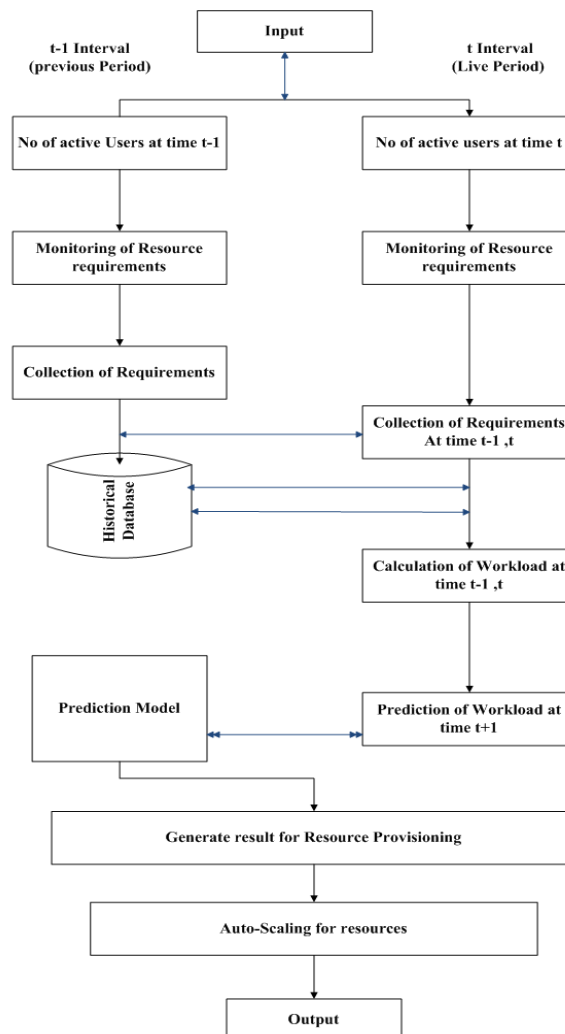 Input
t-1 Interval
(previous Period)
t Interval
(Live Period)
No of active Users at time t-1
No of active users at time t
Monitoring of Resource
requirements
Monitoring of Resource
requirements
Collection of Requirements
Collection of Requirements
At time t-1 ,t
Historical
Database
Calculation of Workload at
time t-1 ,t
Prediction Model
Prediction of Workload at
time t+1
Generate result for Resource Provisioning
Auto-Scaling for resources
Output